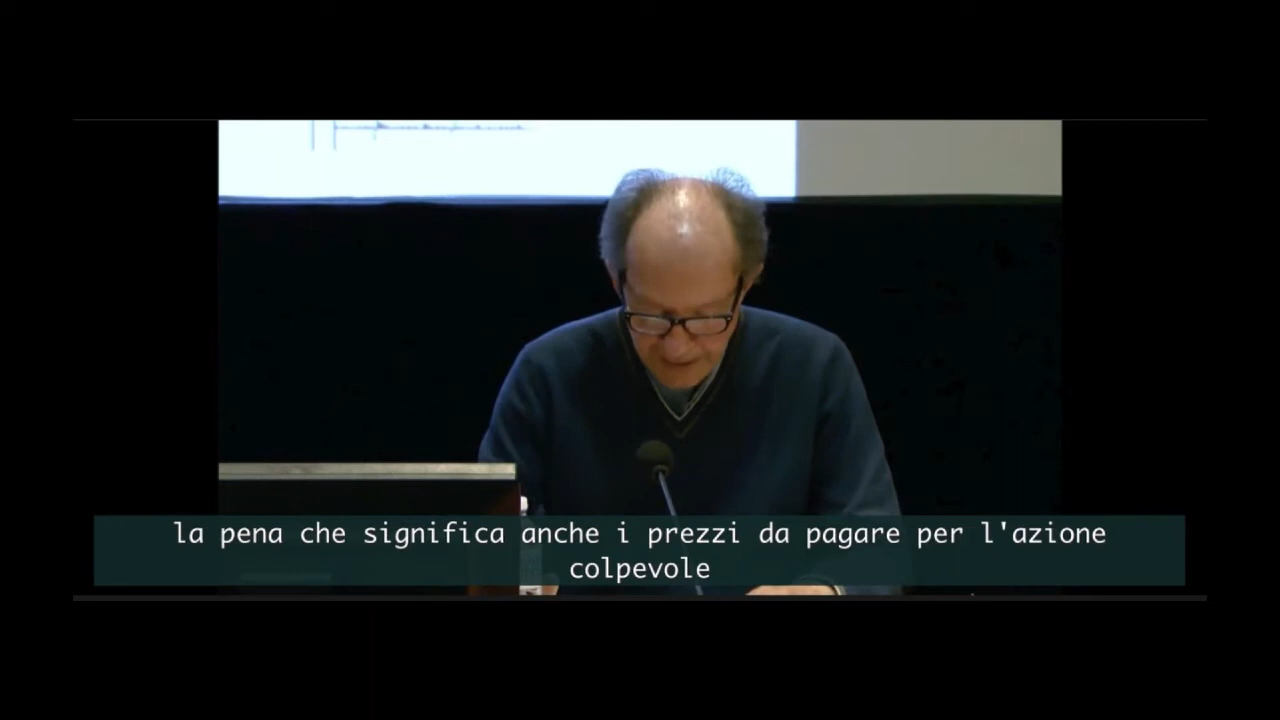 la pena che significa anche i prezzi da pagare per l'azione
colpevole